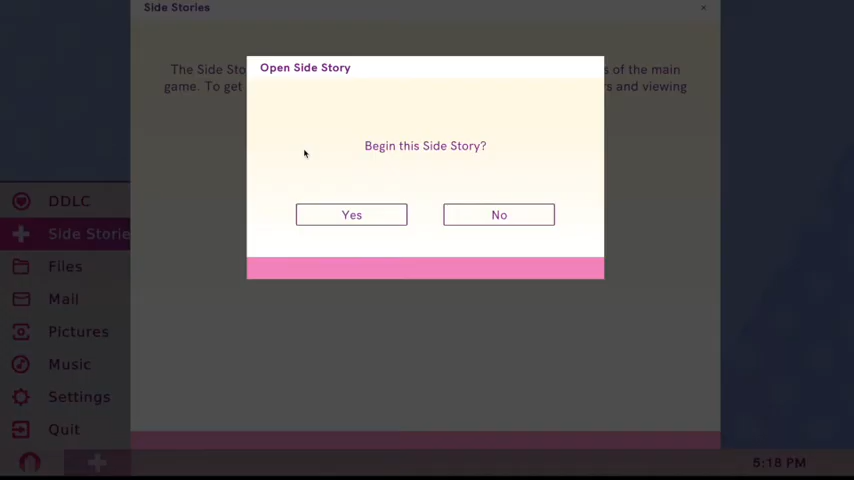 Side Stories
×
Open Side Story
The Side Sto s of the main
game. To get rs and viewing
Begin this Side Story?
Yes No
DDLC
Side Storie
Files
Mail
Pictures
Music
Settings
Quit
5:18 PM